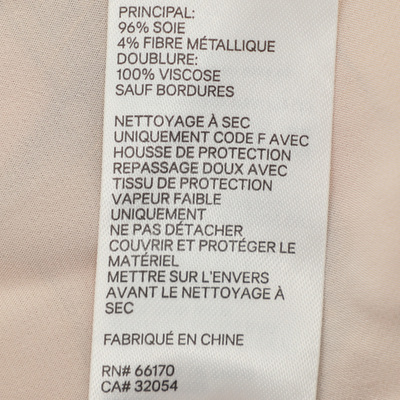 PRINCIPAL:
96% SOIE
4% FIBRE MÉTALLIQUE
DOUBLURE:
100% VISCOSE
SAUF BORDURES
NETTOYAGE À SEC
UNIQUEMENT CODE F AVEC
HOUSSE DE PROTECTION
REPASSAGE DOUX AVEC
TISSU DE PROTECTION
VAPEUR FAIBLE
UNIQUEMENT
NE PAS DÉTACHER
COUVRIR ET PROTÉGER LE
MATÉRIEL
METTRE SUR L'ENVERS
AVANT LE NETTOYAGE À
SEC
FABRIQUÉ EN CHINE
RN# 66170
CA# 32054